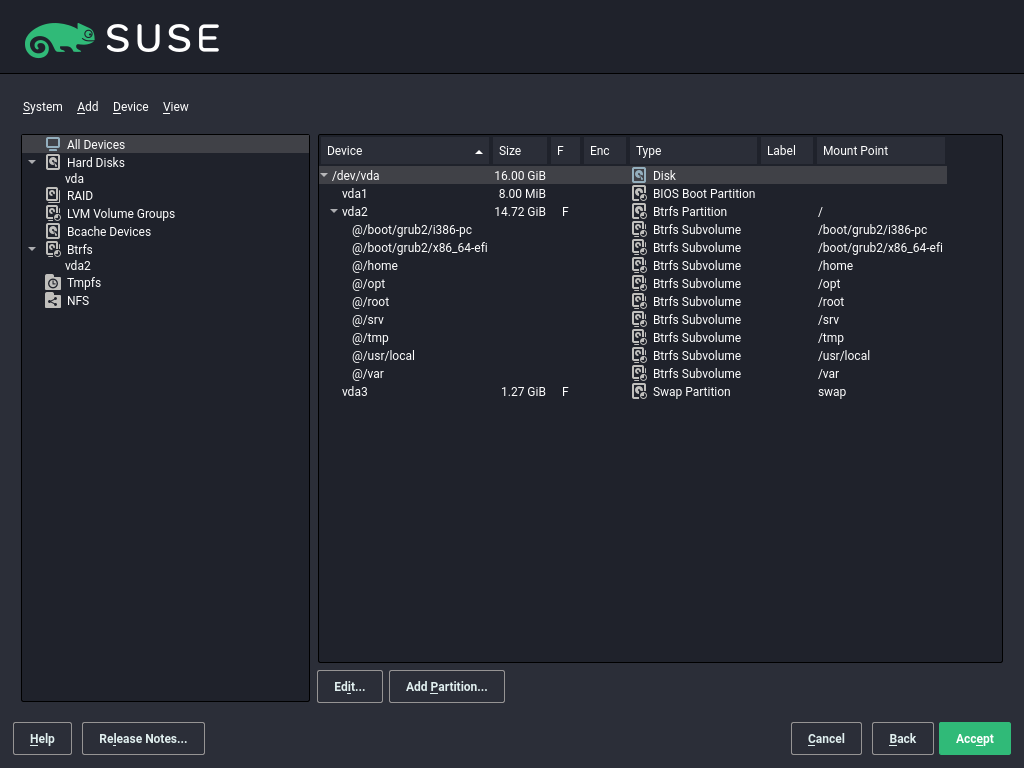 SUSE
System Add Device View
All Devices
Hard Disks
vda
RAID
LVM Volume Groups
Bcache Devices
Btrfs
vda2
Tmpfs
NFS
Device Size F Enc Type Label Mount Point
/dev/vda 16.00 GiB Disk
vda1 8.00 MiB BIOS Boot Partition
vda2 14.72 GiB F Btrfs Partition /
@/boot/grub2/i386-pc Btrfs Subvolume /boot/grub2/i386-pc
@/boot/grub2/x86_64-efi Btrfs Subvolume /boot/grub2/x86_64-efi
@/home Btrfs Subvolume /home
@/opt Btrfs Subvolume /opt
@/root Btrfs Subvolume /root
@/srv Btrfs Subvolume /srv
@/tmp Btrfs Subvolume /tmp
@/usr/local Btrfs Subvolume /usr/local
@/var Btrfs Subvolume /var
vda3 1.27 GiB F Swap Partition swap
Edit... Add Partition...
Help Release Notes... Cancel Back Accept